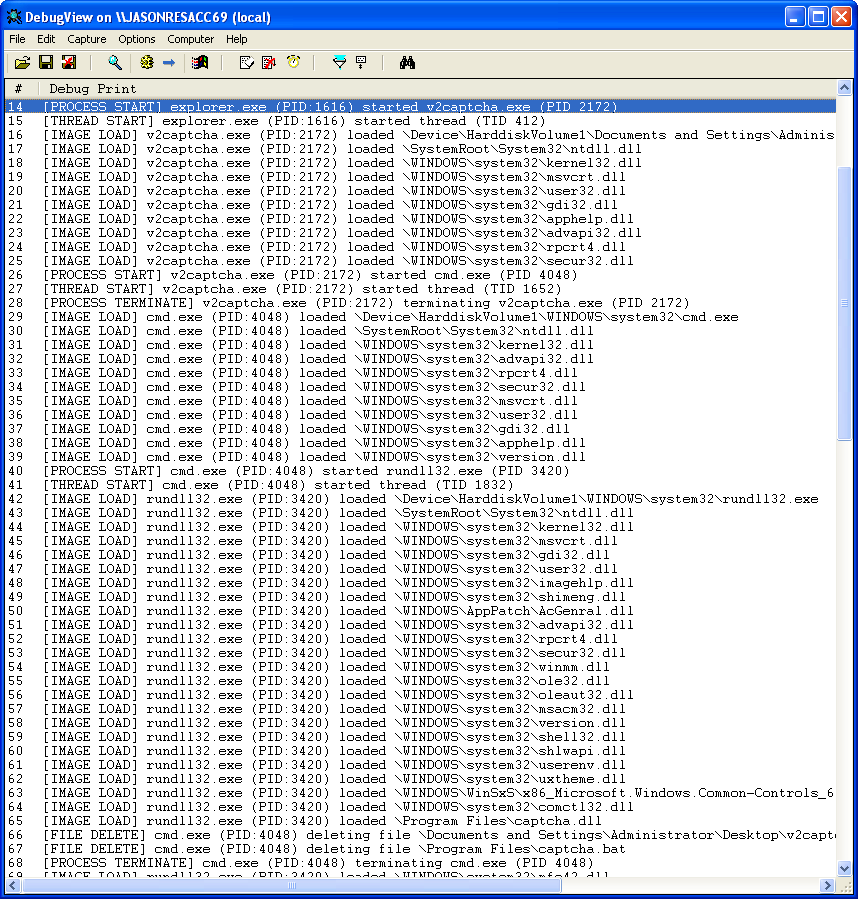 DebugView on \\JASONRESACC69 (local)
File Edit Capture Options Computer Help
# Debug Print
14 [PROCESS START] explorer.exe (PID:1616) started v2captcha.exe (PID 2172)
15 [THREAD START] explorer.exe (PID:1616) started thread (TID 412)
16 [IMAGE LOAD] v2captcha.exe (PID:2172) loaded \Device\HarddiskVolume1\Documents and Settings\Adminis
17 [IMAGE LOAD] v2captcha.exe (PID:2172) loaded \SystemRoot\System32\ntdll.dll
18 [IMAGE LOAD] v2captcha.exe (PID:2172) loaded \WINDOWS\system32\kernel32.dll
19 [IMAGE LOAD] v2captcha.exe (PID:2172) loaded \WINDOWS\system32\msvcrt.dll
20 [IMAGE LOAD] v2captcha.exe (PID:2172) loaded \WINDOWS\system32\user32.dll
21 [IMAGE LOAD] v2captcha.exe (PID:2172) loaded \WINDOWS\system32\gdi32.dll
22 [IMAGE LOAD] v2captcha.exe (PID:2172) loaded \WINDOWS\system32\apphelp.dll
23 [IMAGE LOAD] v2captcha.exe (PID:2172) loaded \WINDOWS\system32\advapi32.dll
24 [IMAGE LOAD] v2captcha.exe (PID:2172) loaded \WINDOWS\system32\rpcrt4.dll
25 [IMAGE LOAD] v2captcha.exe (PID:2172) loaded \WINDOWS\system32\secur32.dll
26 [PROCESS START] v2captcha.exe (PID:2172) started cmd.exe (PID 4048)
27 [THREAD START] v2captcha.exe (PID:2172) started thread (TID 1652)
28 [PROCESS TERMINATE] v2captcha.exe (PID:2172) terminating v2captcha.exe (PID 2172)
29 [IMAGE LOAD] cmd.exe (PID:4048) loaded \Device\HarddiskVolume1\WINDOWS\system32\cmd.exe
30 [IMAGE LOAD] cmd.exe (PID:4048) loaded \SystemRoot\System32\ntdll.dll
31 [IMAGE LOAD] cmd.exe (PID:4048) loaded \WINDOWS\system32\kernel32.dll
32 [IMAGE LOAD] cmd.exe (PID:4048) loaded \WINDOWS\system32\advapi32.dll
33 [IMAGE LOAD] cmd.exe (PID:4048) loaded \WINDOWS\system32\rpcrt4.dll
34 [IMAGE LOAD] cmd.exe (PID:4048) loaded \WINDOWS\system32\secur32.dll
35 [IMAGE LOAD] cmd.exe (PID:4048) loaded \WINDOWS\system32\msvcrt.dll
36 [IMAGE LOAD] cmd.exe (PID:4048) loaded \WINDOWS\system32\user32.dll
37 [IMAGE LOAD] cmd.exe (PID:4048) loaded \WINDOWS\system32\gdi32.dll
38 [IMAGE LOAD] cmd.exe (PID:4048) loaded \WINDOWS\system32\apphelp.dll
39 [IMAGE LOAD] cmd.exe (PID:4048) loaded \WINDOWS\system32\version.dll
40 [PROCESS START] cmd.exe (PID:4048) started rundll32.exe (PID 3420)
41 [THREAD START] cmd.exe (PID:4048) started thread (TID 1832)
42 [IMAGE LOAD] rundll32.exe (PID:3420) loaded \Device\HarddiskVolume1\WINDOWS\system32\rundll32.exe
43 [IMAGE LOAD] rundll32.exe (PID:3420) loaded \SystemRoot\System32\ntdll.dll
44 [IMAGE LOAD] rundll32.exe (PID:3420) loaded \WINDOWS\system32\kernel32.dll
45 [IMAGE LOAD] rundll32.exe (PID:3420) loaded \WINDOWS\system32\msvcrt.dll
46 [IMAGE LOAD] rundll32.exe (PID:3420) loaded \WINDOWS\system32\gdi32.dll
47 [IMAGE LOAD] rundll32.exe (PID:3420) loaded \WINDOWS\system32\user32.dll
48 [IMAGE LOAD] rundll32.exe (PID:3420) loaded \WINDOWS\system32\imagehlp.dll
49 [IMAGE LOAD] rundll32.exe (PID:3420) loaded \WINDOWS\system32\shimeng.dll
50 [IMAGE LOAD] rundll32.exe (PID:3420) loaded \WINDOWS\AppPatch\AcGenral.dll
51 [IMAGE LOAD] rundll32.exe (PID:3420) loaded \WINDOWS\system32\advapi32.dll
52 [IMAGE LOAD] rundll32.exe (PID:3420) loaded \WINDOWS\system32\rpcrt4.dll
53 [IMAGE LOAD] rundll32.exe (PID:3420) loaded \WINDOWS\system32\secur32.dll
54 [IMAGE LOAD] rundll32.exe (PID:3420) loaded \WINDOWS\system32\winmm.dll
55 [IMAGE LOAD] rundll32.exe (PID:3420) loaded \WINDOWS\system32\ole32.dll
56 [IMAGE LOAD] rundll32.exe (PID:3420) loaded \WINDOWS\system32\oleaut32.dll
57 [IMAGE LOAD] rundll32.exe (PID:3420) loaded \WINDOWS\system32\msacm32.dll
58 [IMAGE LOAD] rundll32.exe (PID:3420) loaded \WINDOWS\system32\version.dll
59 [IMAGE LOAD] rundll32.exe (PID:3420) loaded \WINDOWS\system32\shell32.dll
60 [IMAGE LOAD] rundll32.exe (PID:3420) loaded \WINDOWS\system32\shlwapi.dll
61 [IMAGE LOAD] rundll32.exe (PID:3420) loaded \WINDOWS\system32\userenv.dll
62 [IMAGE LOAD] rundll32.exe (PID:3420) loaded \WINDOWS\system32\uxtheme.dll
63 [IMAGE LOAD] rundll32.exe (PID:3420) loaded \WINDOWS\WinSxS\x86_Microsoft.Windows.Common-Controls_6
64 [IMAGE LOAD] rundll32.exe (PID:3420) loaded \WINDOWS\system32\comctl32.dll
65 [IMAGE LOAD] rundll32.exe (PID:3420) loaded \Program Files\captcha.dll
66 [FILE DELETE] cmd.exe (PID:4048) deleting file \Documents and Settings\Administrator\Desktop\v2captc
67 [FILE DELETE] cmd.exe (PID:4048) deleting file \Program Files\captcha.bat
68 [PROCESS TERMINATE] cmd.exe (PID:4048) terminating cmd.exe (PID 4048)
69 [IMAGE LOAD] rundll32.exe (PID:3420) loaded \WINDOWS\system32\mfc42.dll